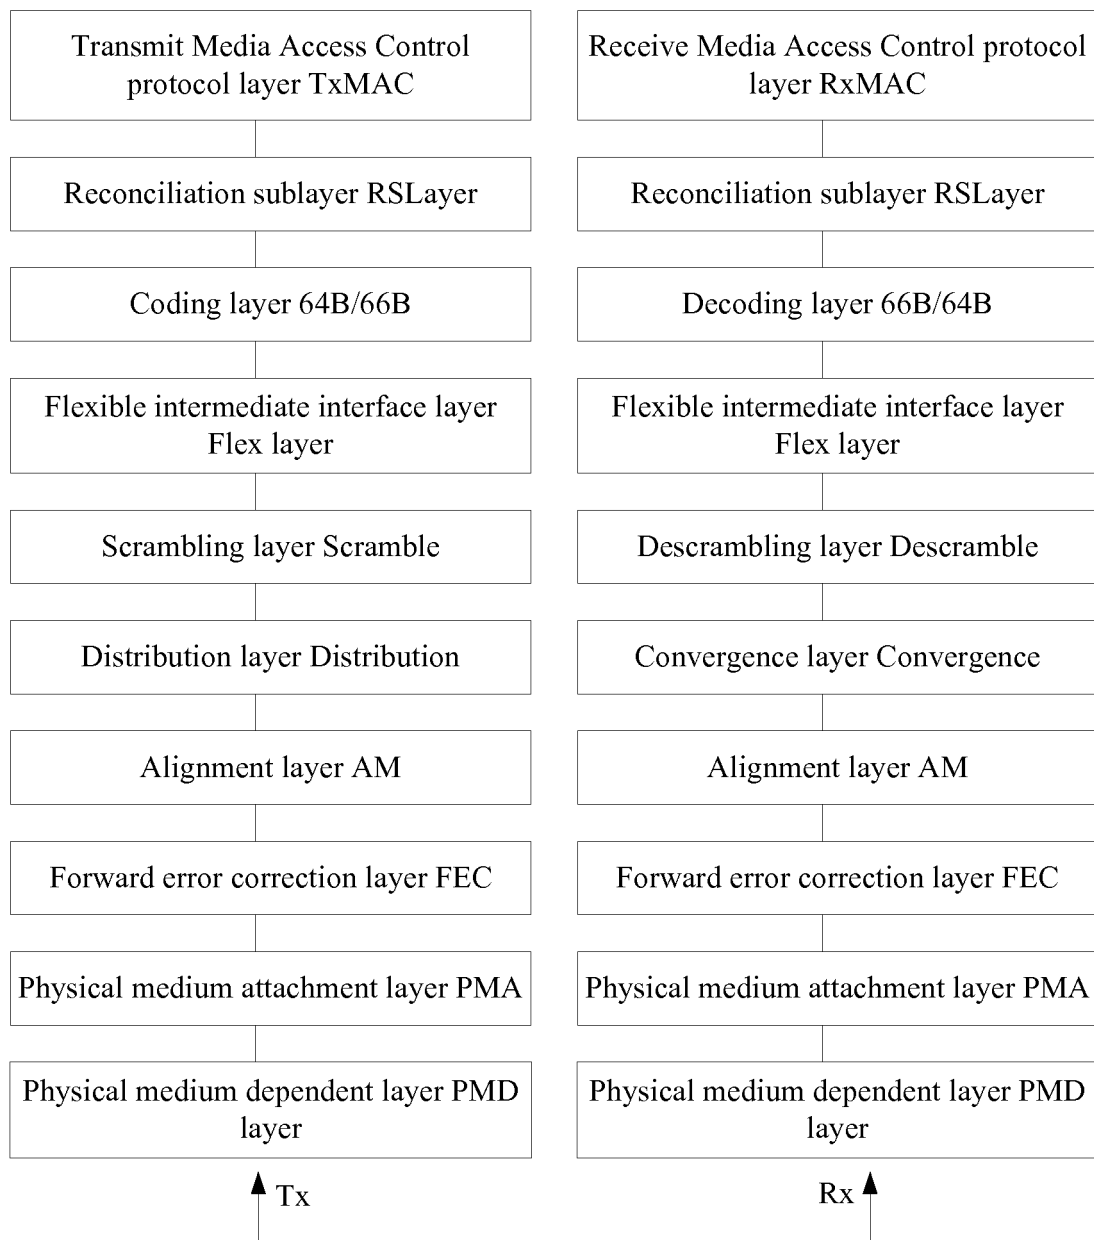 Transmit Media Access Control
protocol layer TxMAC
Reconciliation sublayer RSLayer
Coding layer 64B/66B
Flexible intermediate interface layer
Flex layer
Scrambling layer Scramble
Distribution layer Distribution
Alignment layer AM
Forward error correction layer FEC
Physical medium attachment layer PMA
Physical medium dependent layer PMD
layer
Tx
Receive Media Access Control protocol
layer RxMAC
Reconciliation sublayer RSLayer
Decoding layer 66B/64B
Flexible intermediate interface layer
Flex layer
Descrambling layer Descramble
Convergence layer Convergence
Alignment layer AM
Forward error correction layer FEC
Physical medium attachment layer PMA
Physical medium dependent layer PMD
layer
Rx